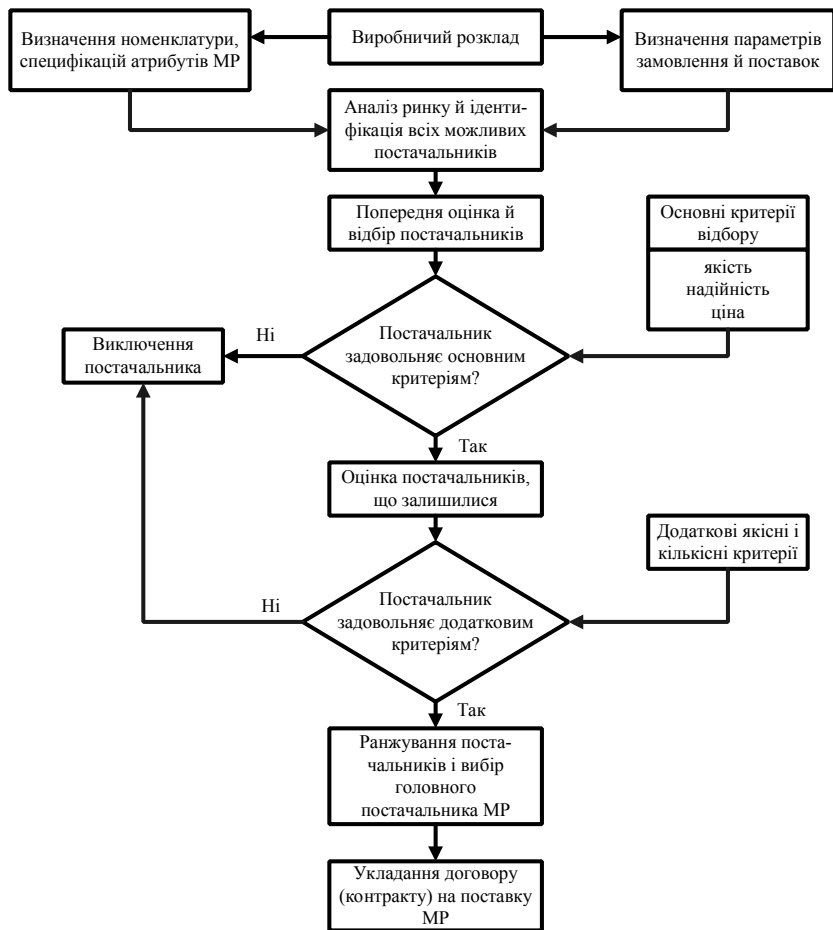 Визначення номенклатури,
специфікацій атрибутів МР
Виробничий розклад
Визначення параметрів
замовлення й поставок
Аналіз ринку й іденти-
фікація всіх можливих
постачальників
Попередня оцінка й
відбір постачальників
Основні критерії
відбору
якість
надійність
ціна
Ні
Виключення
постачальника
Постачальник
задовольняє основним
критеріям?
Так
Оцінка постачальників,
що залишилися
Додаткові якісні і
кількісні критерії
Ні
Постачальник
задовольняє додатковим
критеріям?
Так
Ранжування поста-
чальників і вибір
головного
постачальника МР
Укладання договору
(контракту) на поставку
МР